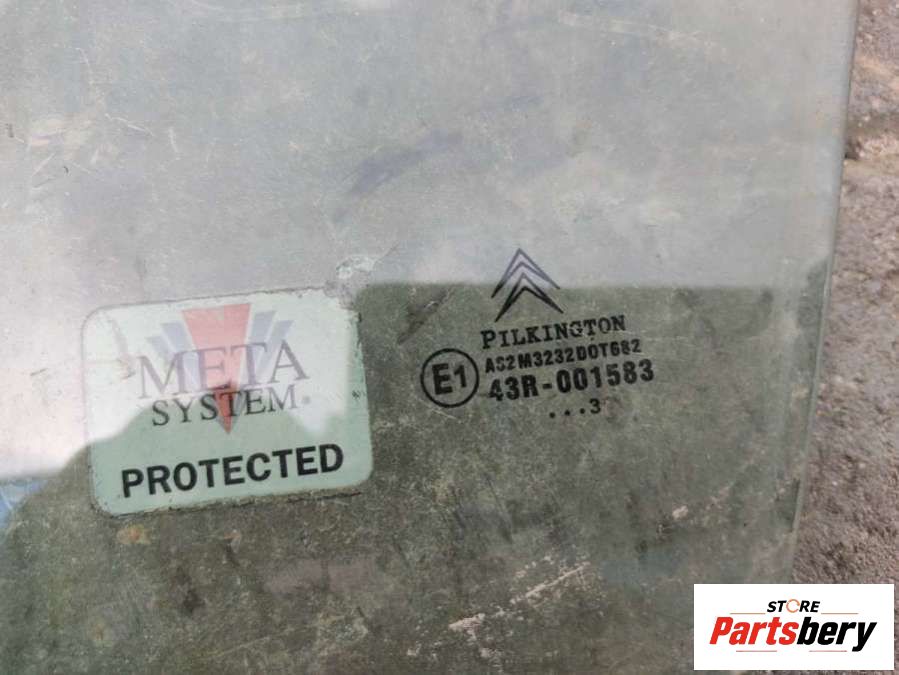 META
SYSTEM®
PROTECTED
PILKINGTON
AS2M3232DOT682
E1
43R-001583
...3
STORE
Partsbery